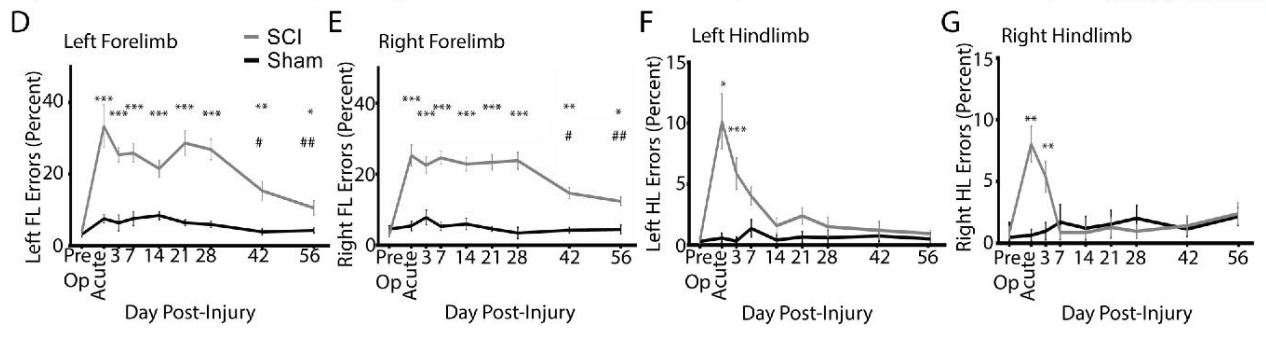 D
Left Forelimb
SCI
Sham
Left FL Errors (Percent)
40
20
0
*** *** *** *** *** *** ** *
# ##
Pre Op Acute 3 7 14 21 28 42 56
Day Post-Injury
E
Right Forelimb
Right FL Errors (Percent)
40
20
0
*** *** *** *** *** *** ** *
# ##
Pre Op Acute 3 7 14 21 28 42 56
Day Post-Injury
F
Left Hindlimb
Left HL Errors (Percent)
15
10
5
0
* ***
Pre Op Acute 3 7 14 21 28 42 56
Day Post-Injury
G
Right Hindlimb
Right HL Errors (Percent)
15
10
5
0
** **
Pre Op Acute 3 7 14 21 28 42 56
Day Post-Injury